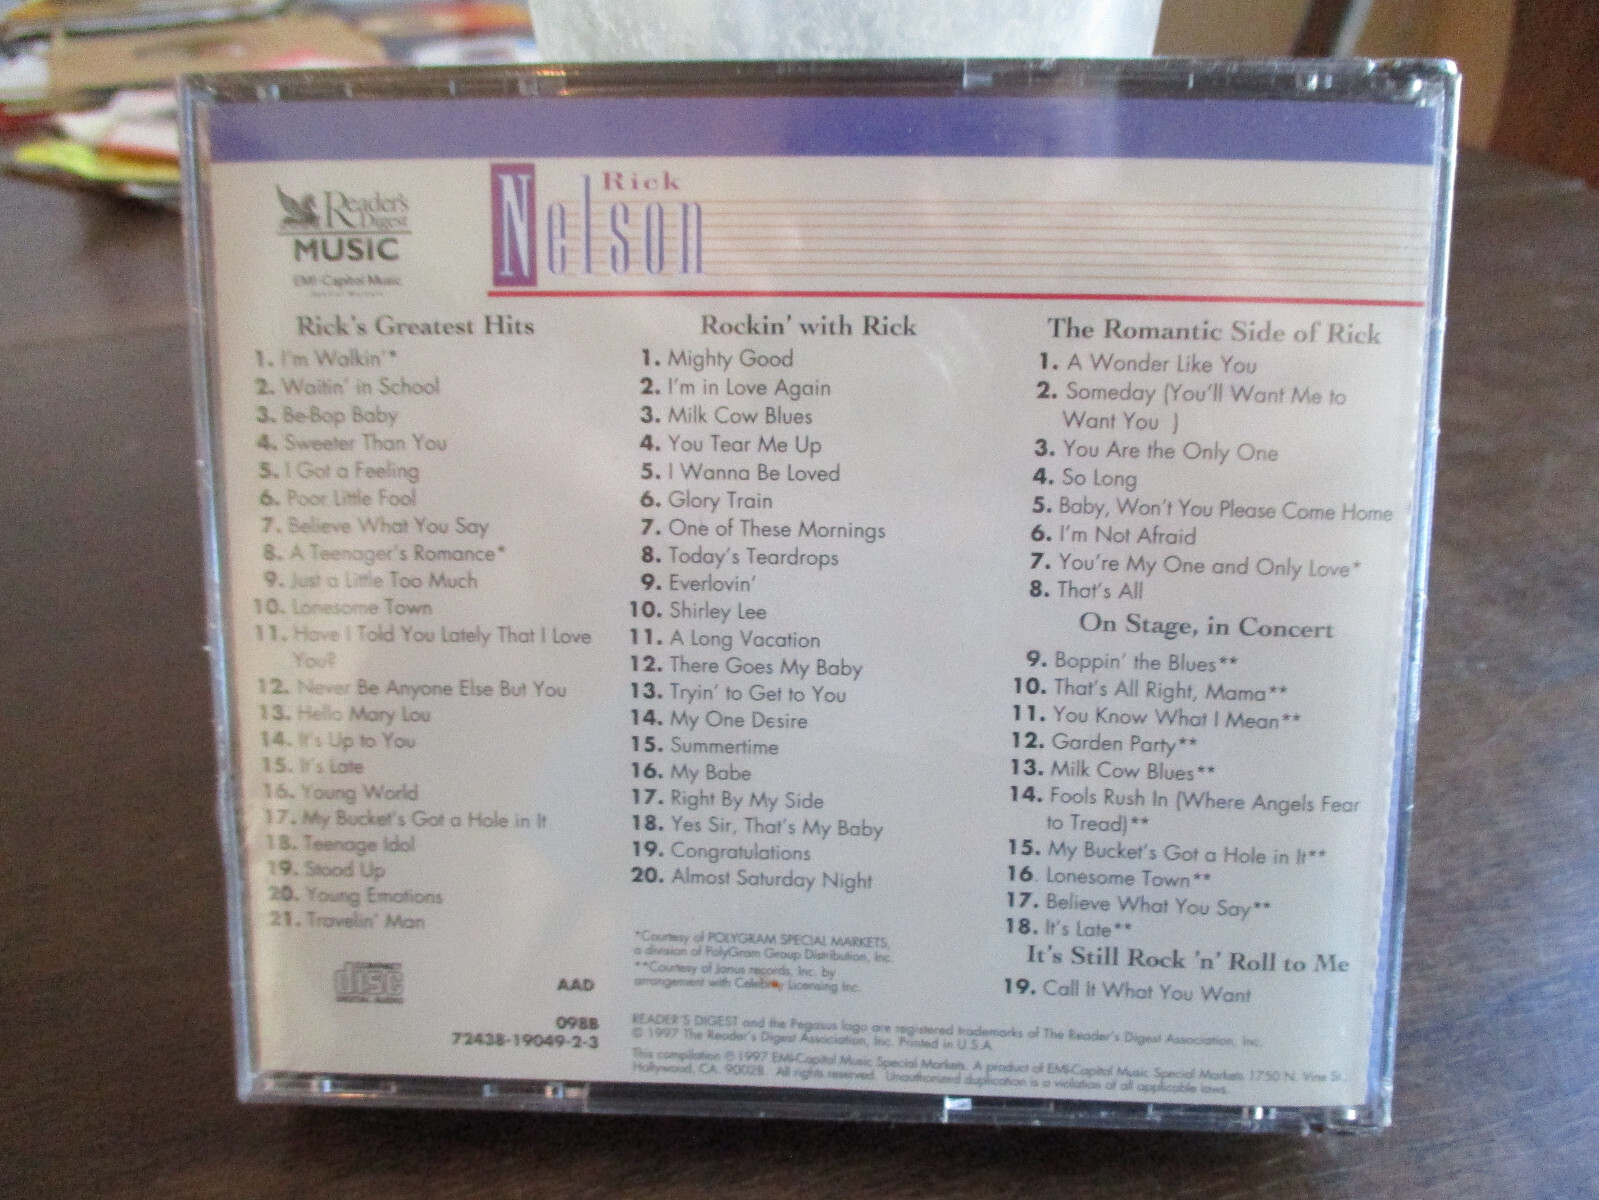 Reader's
Digest
MUSIC
EMI-Capitol Music
Special Markets
Rick
Nelson
Rick's Greatest Hits
1. I'm Walkin'*
2. Waitin' in School
3. Be-Bop Baby
4. Sweeter Than You
5. I Got a Feeling
6. Poor Little Fool
7. Believe What You Say
8. A Teenager's Romance*
9. Just a Little Too Much
10. Lonesome Town
11. Have I Told You Lately That I Love
You?
12. Never Be Anyone Else But You
13. Hello Mary Lou
14. It's Up to You
15. It's Late
16. Young World
17. My Bucket's Got a Hole in It
18. Teenage Idol
19. Stood Up
20. Young Emotions
21. Travelin' Man
COMPACT
disc
DIGITAL AUDIO
AAD
098B
72438-19049-2-3
Rockin' with Rick
1. Mighty Good
2. I'm in Love Again
3. Milk Cow Blues
4. You Tear Me Up
5. I Wanna Be Loved
6. Glory Train
7. One of These Mornings
8. Today's Teardrops
9. Everlovin'
10. Shirley Lee
11. A Long Vacation
12. There Goes My Baby
13. Tryin' to Get to You
14. My One Desire
15. Summertime
16. My Babe
17. Right By My Side
18. Yes Sir, That's My Baby
19. Congratulations
20. Almost Saturday Night
*Courtesy of POLYGRAM SPECIAL MARKETS,
a division of PolyGram Group Distribution, Inc.
**Courtesy of Janus records, Inc. by
arrangement with Celebrity Licensing Inc.
The Romantic Side of Rick
1. A Wonder Like You
2. Someday (You'll Want Me to
Want You )
3. You Are the Only One
4. So Long
5. Baby, Won't You Please Come Home
6. I'm Not Afraid
7. You're My One and Only Love*
8. That's All
On Stage, in Concert
9. Boppin' the Blues**
10. That's All Right, Mama**
11. You Know What I Mean**
12. Garden Party**
13. Milk Cow Blues**
14. Fools Rush In (Where Angels Fear
to Tread)**
15. My Bucket's Got a Hole in It**
16. Lonesome Town**
17. Believe What You Say**
18. It's Late**
It's Still Rock 'n' Roll to Me
19. Call It What You Want
READER'S DIGEST and the Pegasus logo are registered trademarks of The Reader's Digest Association, Inc.
© 1997 The Reader's Digest Association, Inc. Printed in U.S.A.
This compilation ℗ 1997 EMI-Capitol Music Special Markets. A product of EMI-Capitol Music Special Markets 1750 N. Vine St.,
Hollywood, CA. 90028. All rights reserved. Unauthorized duplication is a violation of all applicable laws.